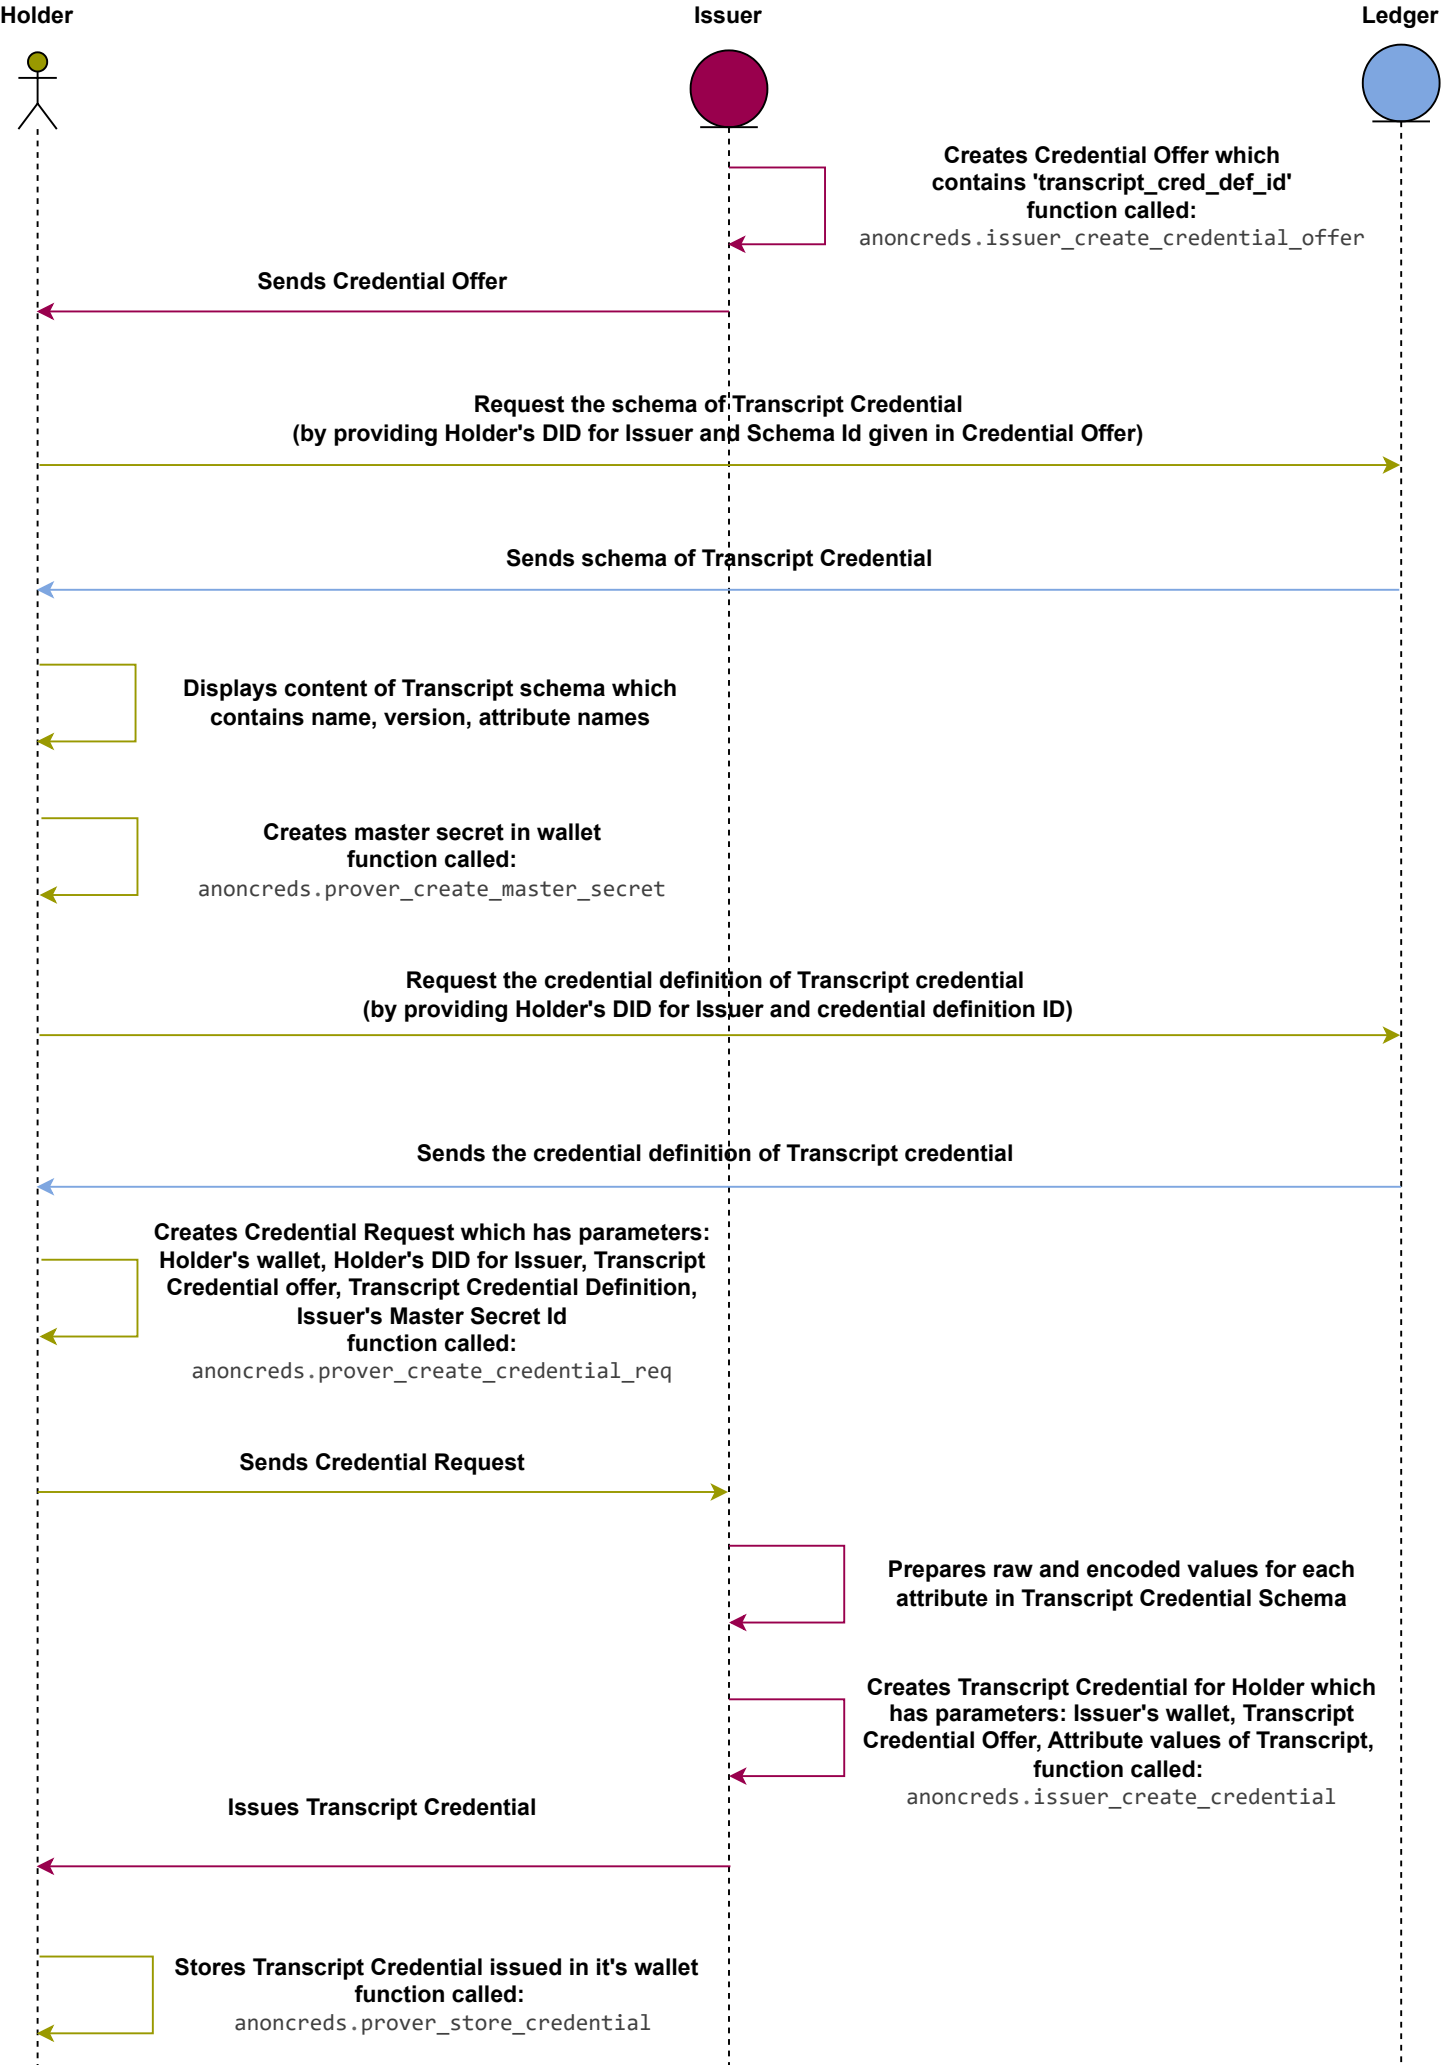 Holder
Issuer
Ledger
Creates Credential Offer which
contains 'transcript_cred_def_id'
function called:
anoncreds.issuer_create_credential_offer
Sends Credential Offer
Request the schema of Transcript Credential
(by providing Holder's DID for Issuer and Schema Id given in Credential Offer)
Sends schema of Transcript Credential
Displays content of Transcript schema which
contains name, version, attribute names
Creates master secret in wallet
function called:
anoncreds.prover_create_master_secret
Request the credential definition of Transcript credential
(by providing Holder's DID for Issuer and credential definition ID)
Sends the credential definition of Transcript credential
Creates Credential Request which has parameters:
Holder's wallet, Holder's DID for Issuer, Transcript
Credential offer, Transcript Credential Definition,
Issuer's Master Secret Id
function called:
anoncreds.prover_create_credential_req
Sends Credential Request
Prepares raw and encoded values for each
attribute in Transcript Credential Schema
Creates Transcript Credential for Holder which
has parameters: Issuer's wallet, Transcript
Credential Offer, Attribute values of Transcript,
function called:
anoncreds.issuer_create_credential
Issues Transcript Credential
Stores Transcript Credential issued in it's wallet
function called:
anoncreds.prover_store_credential